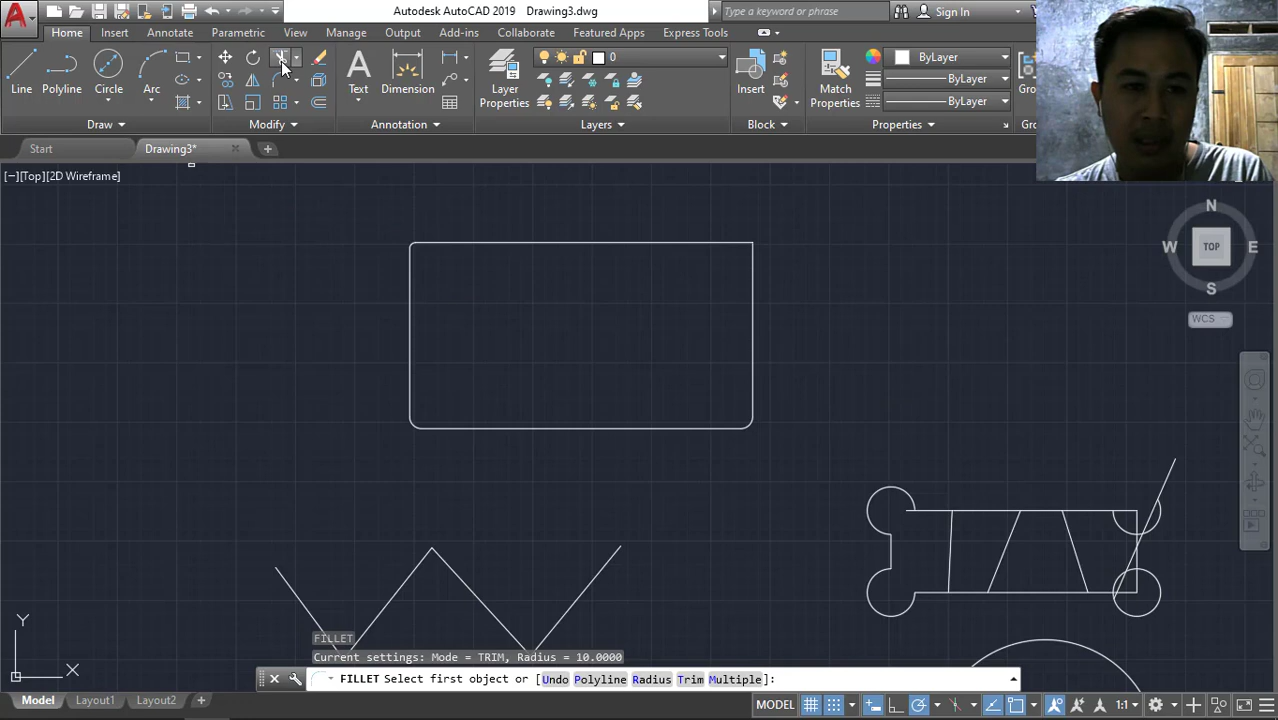 Autodesk AutoCAD 2019 Drawing3.dwg
Type a keyword or phrase
Sign In
Home Insert Annotate Parametric View Manage Output Add-ins Collaborate Express Tools
0
ByLayer
ByLayer
ByLayer
Line Polyline Circle Arc Text Dimension Layer Properties Insert Match Properties
Draw Modify Annotation Layers Block Properties
Start Drawing3*
[−][Top][2D Wireframe]
N
W TOP E
S
WCS
FILLET
Current settings: Mode = TRIM, Radius = 10.0000
FILLET Select first object or [Undo Polyline Radius Trim Multiple]:
Y
X
Model Layout1 Layout2 +
MODEL 1:1